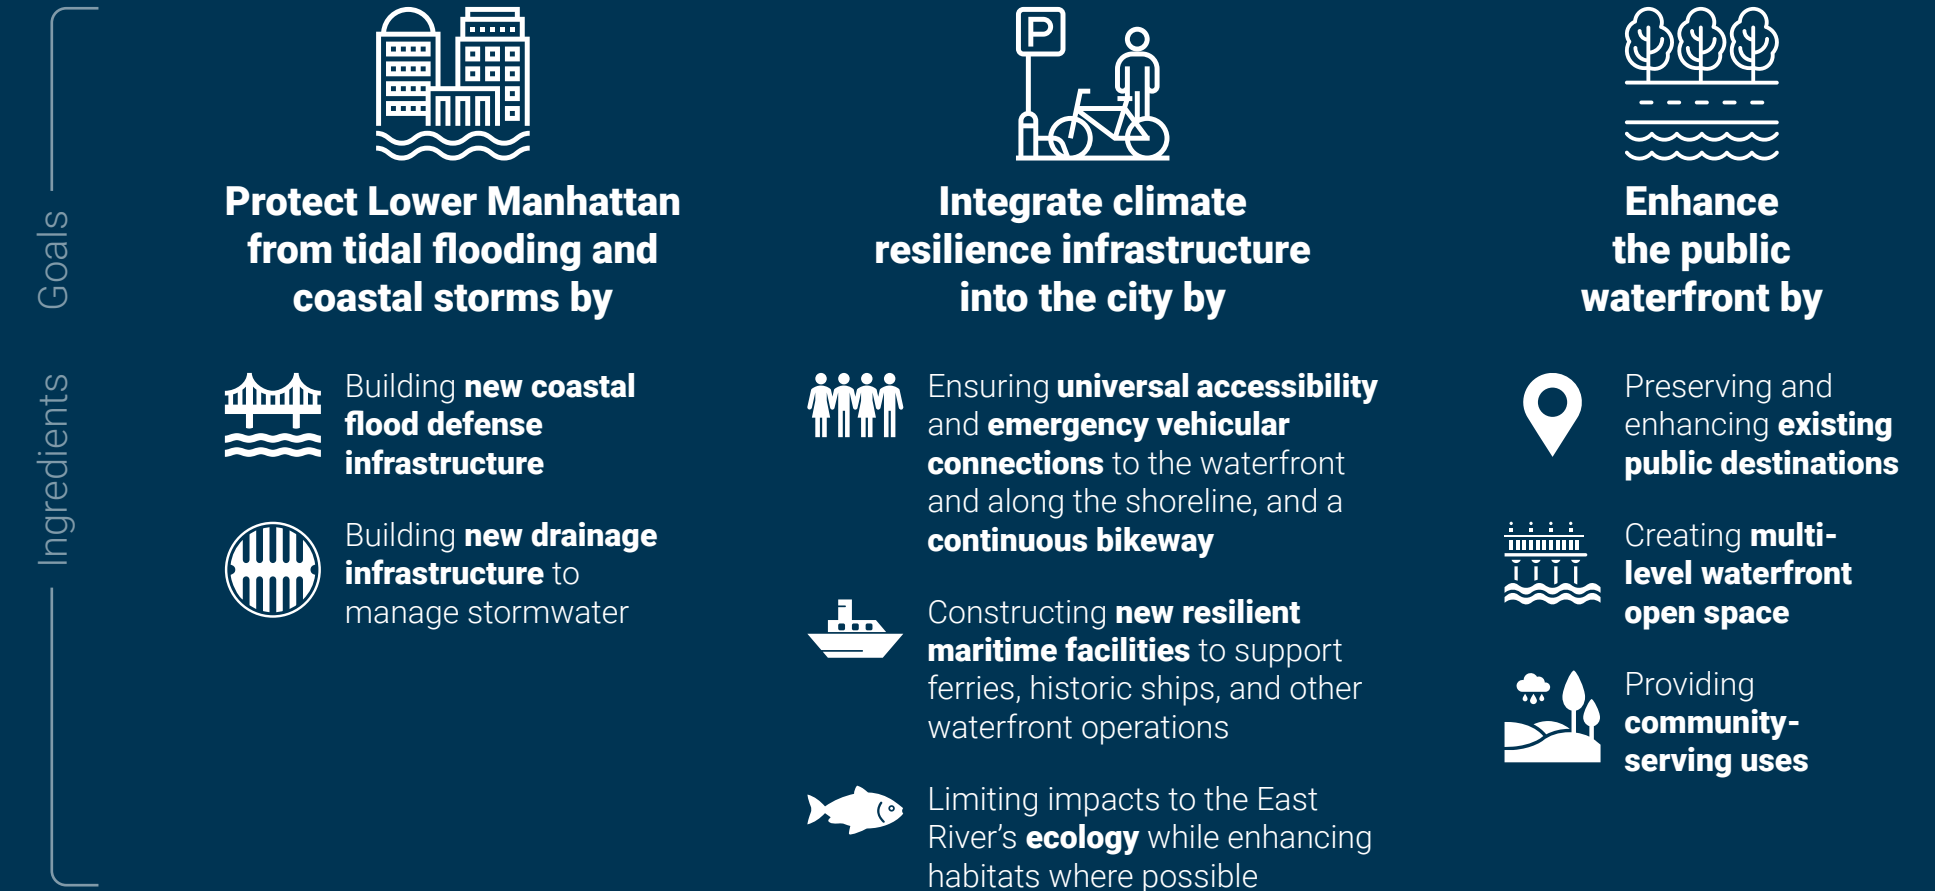 Goals
Ingredients
P
Protect Lower Manhattan
from tidal flooding and
coastal storms by
Building new coastal
flood defense
infrastructure
Building new drainage
infrastructure to
manage stormwater
Integrate climate
resilience infrastructure
into the city by
Ensuring universal accessibility
and emergency vehicular
connections to the waterfront
and along the shoreline, and a
continuous bikeway
Constructing new resilient
maritime facilities to support
ferries, historic ships, and other
waterfront operations
Limiting impacts to the East
River’s ecology while enhancing
habitats where possible
Enhance
the public
waterfront by
Preserving and
enhancing existing
public destinations
Creating multi-
level waterfront
open space
Providing
community-
serving uses